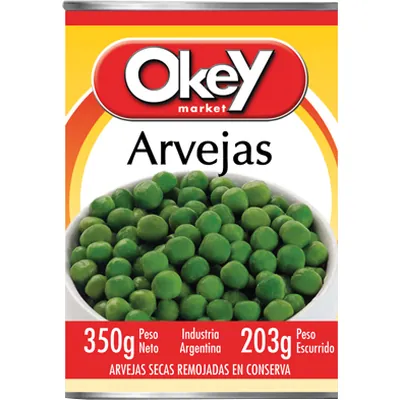 Okey
market
Arvejas
350g Peso Neto
Industria Argentina
203g Peso Escurrido
ARVEJAS SECAS REMOJADAS EN CONSERVA